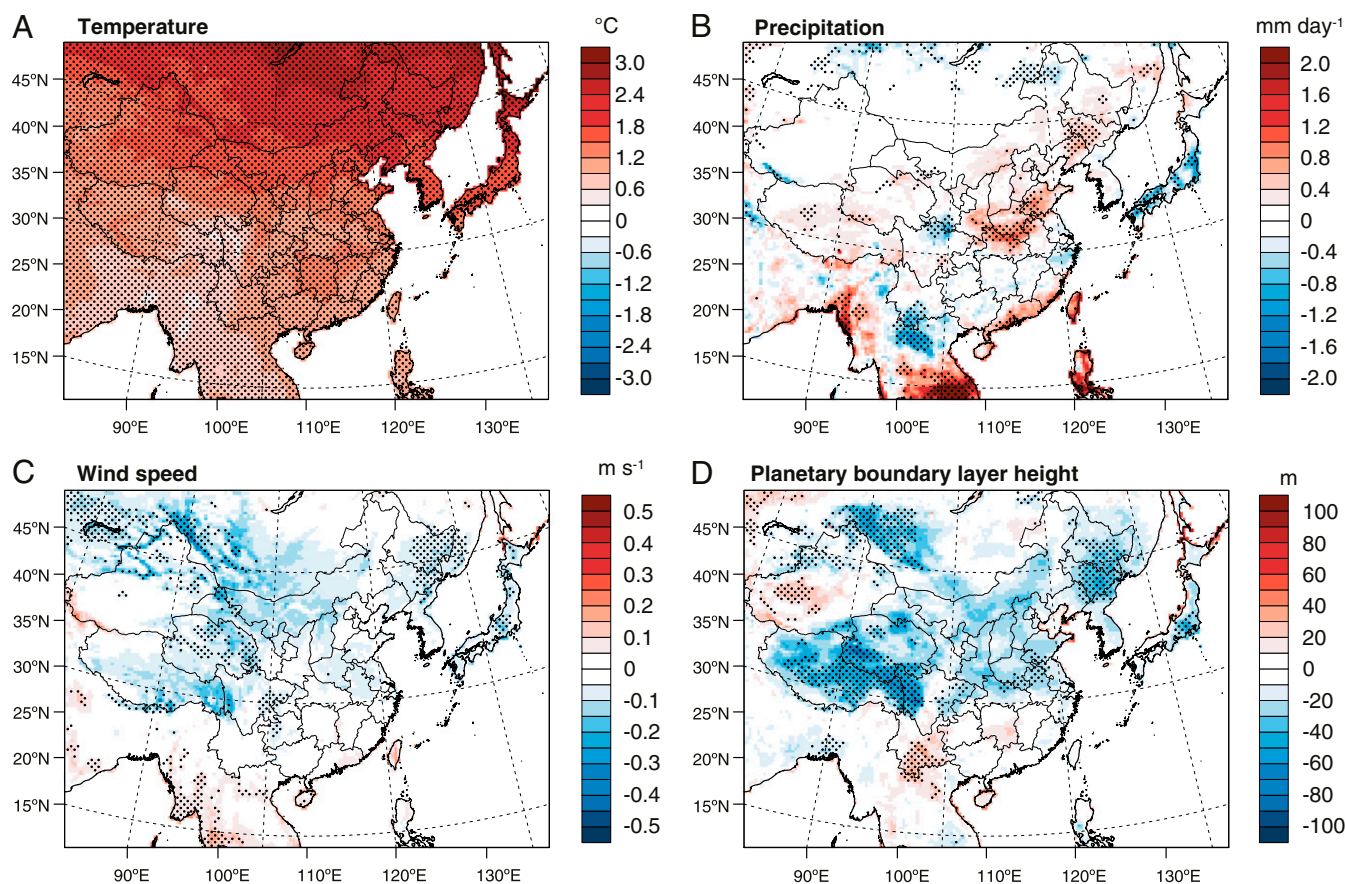 A Temperature °C
3.0
2.4
1.8
1.2
0.6
0
-0.6
-1.2
-1.8
-2.4
-3.0
45°N
40°N
35°N
30°N
25°N
20°N
15°N
90°E 100°E 110°E 120°E 130°E
B Precipitation mm day-1
2.0
1.6
1.2
0.8
0.4
0
-0.4
-0.8
-1.2
-1.6
-2.0
45°N
40°N
35°N
30°N
25°N
20°N
15°N
90°E 100°E 110°E 120°E 130°E
C Wind speed m s-1
0.5
0.4
0.3
0.2
0.1
0
-0.1
-0.2
-0.3
-0.4
-0.5
45°N
40°N
35°N
30°N
25°N
20°N
15°N
90°E 100°E 110°E 120°E 130°E
D Planetary boundary layer height m
100
80
60
40
20
0
-20
-40
-60
-80
-100
45°N
40°N
35°N
30°N
25°N
20°N
15°N
90°E 100°E 110°E 120°E 130°E